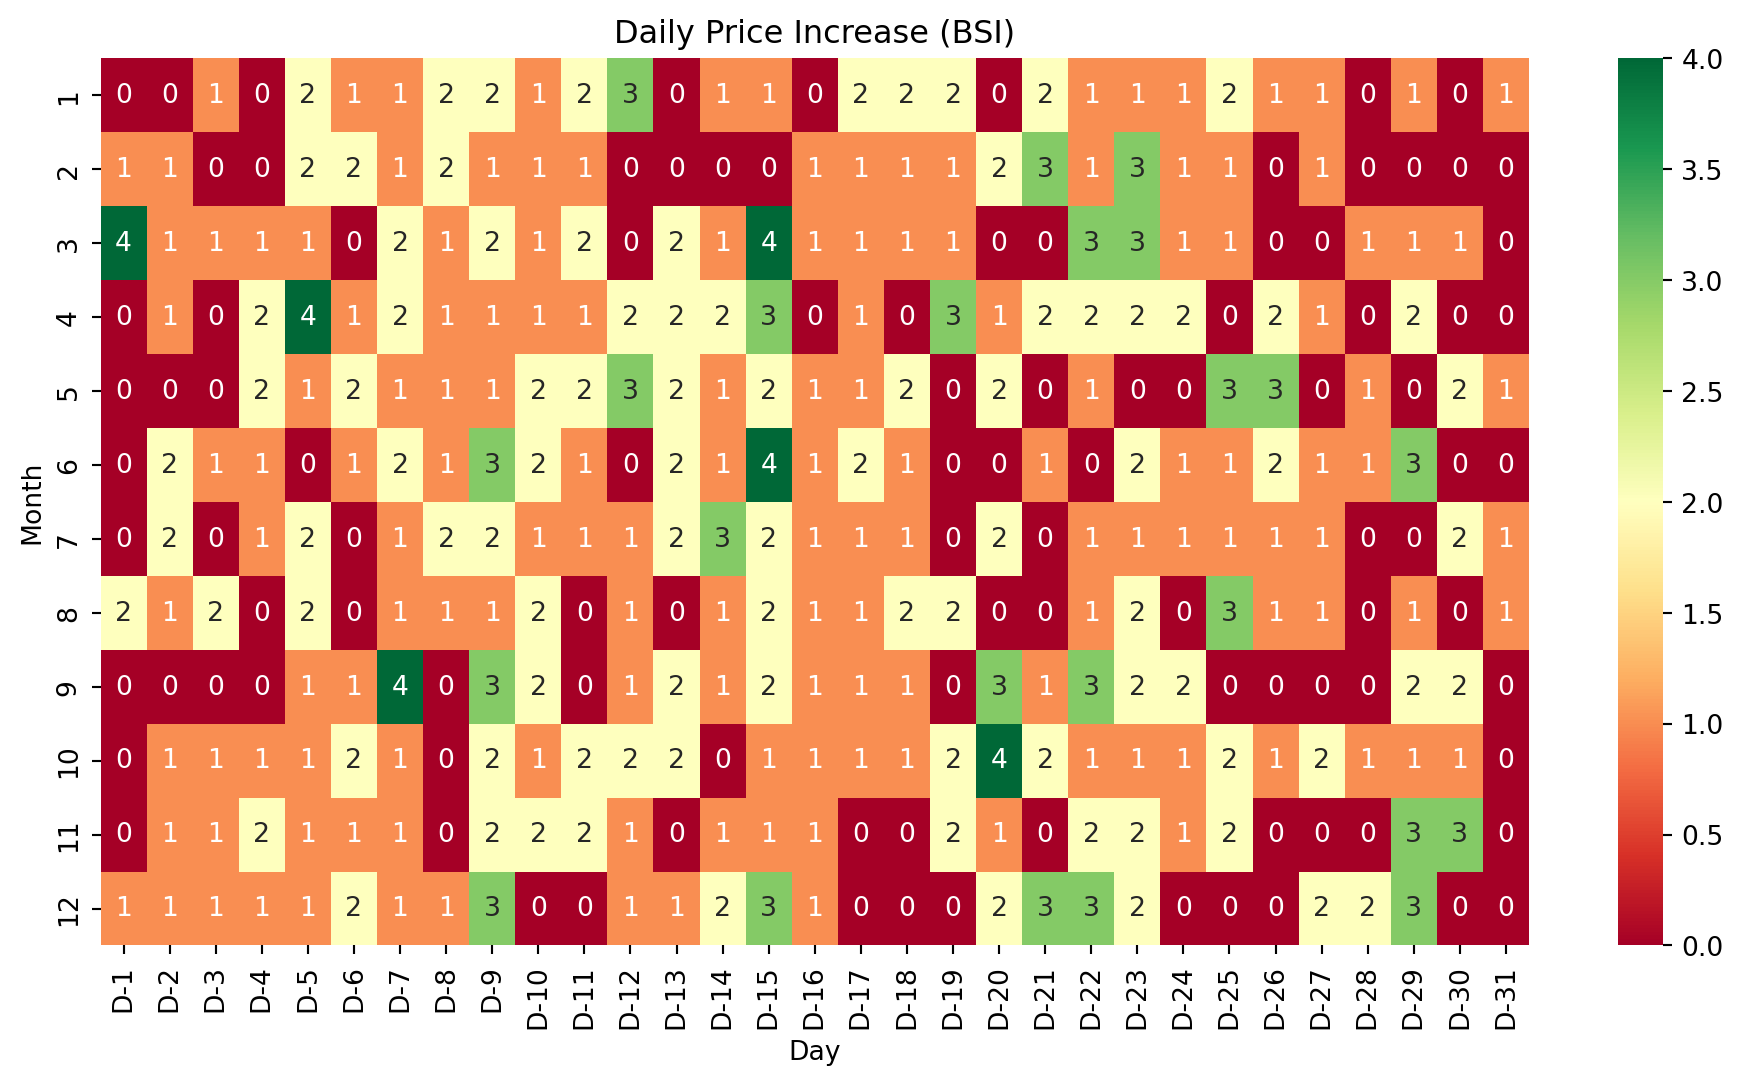 Daily Price Increase (BSI)
1 0 0 1 0 2 1 1 2 2 1 2 3 0 1 1 0 2 2 2 0 2 1 1 1 2 1 1 0 1 0 1
2 1 1 0 0 2 2 1 2 1 1 1 0 0 0 0 1 1 1 1 2 3 1 3 1 1 0 1 0 0 0 0
3 4 1 1 1 1 0 2 1 2 1 2 0 2 1 4 1 1 1 1 0 0 3 3 1 1 0 0 1 1 1 0
4 0 1 0 2 4 1 2 1 1 1 1 2 2 2 3 0 1 0 3 1 2 2 2 2 0 2 1 0 2 0 0
5 0 0 0 2 1 2 1 1 1 2 2 3 2 1 2 1 1 2 0 2 0 1 0 0 3 3 0 1 0 2 1
6 0 2 1 1 0 1 2 1 3 2 1 0 2 1 4 1 2 1 0 0 1 0 2 1 1 2 1 1 3 0 0
7 0 2 0 1 2 0 1 2 2 1 1 1 2 3 2 1 1 1 0 2 0 1 1 1 1 1 1 0 0 2 1
8 2 1 2 0 2 0 1 1 1 2 0 1 0 1 2 1 1 2 2 0 0 1 2 0 3 1 1 0 1 0 1
9 0 0 0 0 1 1 4 0 3 2 0 1 2 1 2 1 1 1 0 3 1 3 2 2 0 0 0 0 2 2 0
10 0 1 1 1 1 2 1 0 2 1 2 2 2 0 1 1 1 1 2 4 2 1 1 1 2 1 2 1 1 1 0
11 0 1 1 2 1 1 1 0 2 2 2 1 0 1 1 1 0 0 2 1 0 2 2 1 2 0 0 0 3 3 0
12 1 1 1 1 1 2 1 1 3 0 0 1 1 2 3 1 0 0 0 2 3 3 2 0 0 0 2 2 3 0 0
D-1 D-2 D-3 D-4 D-5 D-6 D-7 D-8 D-9 D-10 D-11 D-12 D-13 D-14 D-15 D-16 D-17 D-18 D-19 D-20 D-21 D-22 D-23 D-24 D-25 D-26 D-27 D-28 D-29 D-30 D-31
Day
Month
4.0
3.5
3.0
2.5
2.0
1.5
1.0
0.5
0.0